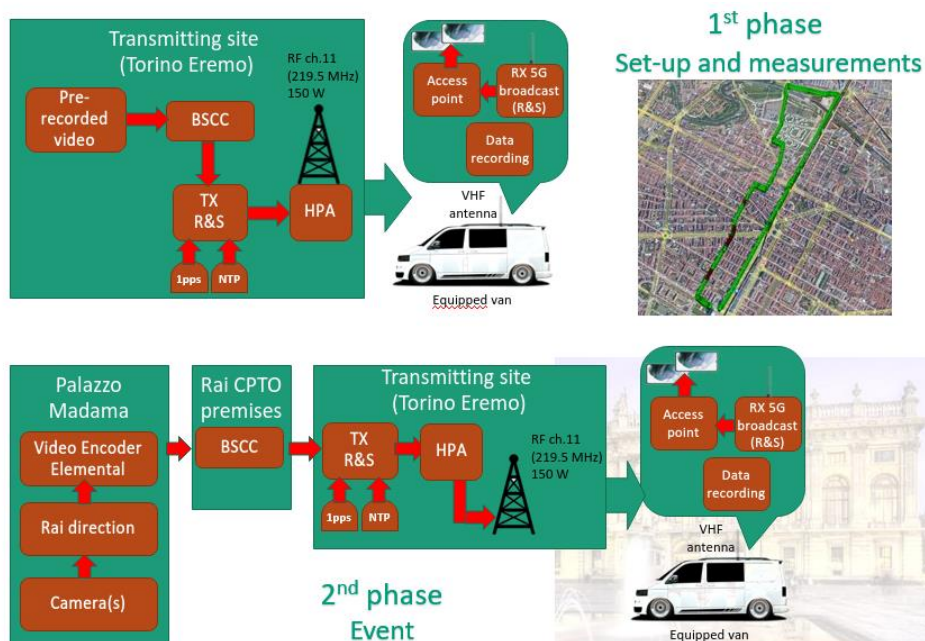 Transmitting site
(Torino Eremo)
Pre-
recorded
video
BSCC
RF ch.11
(219.5 MHz)
150 W
TX
R&S
HPA
1pps
NTP
Access
point
RX 5G
broadcast
(R&S)
Data
recording
VHF
antenna
Equipped van
1st phase
Set-up and measurements
Palazzo
Madama
Video Encoder
Elemental
Rai direction
Camera(s)
Rai CPTO
premises
BSCC
Transmitting site
(Torino Eremo)
TX
R&S
HPA
RF ch.11
(219.5 MHz)
150 W
1pps
NTP
Access
point
RX 5G
broadcast
(R&S)
Data
recording
VHF
antenna
Equipped van
2nd phase
Event